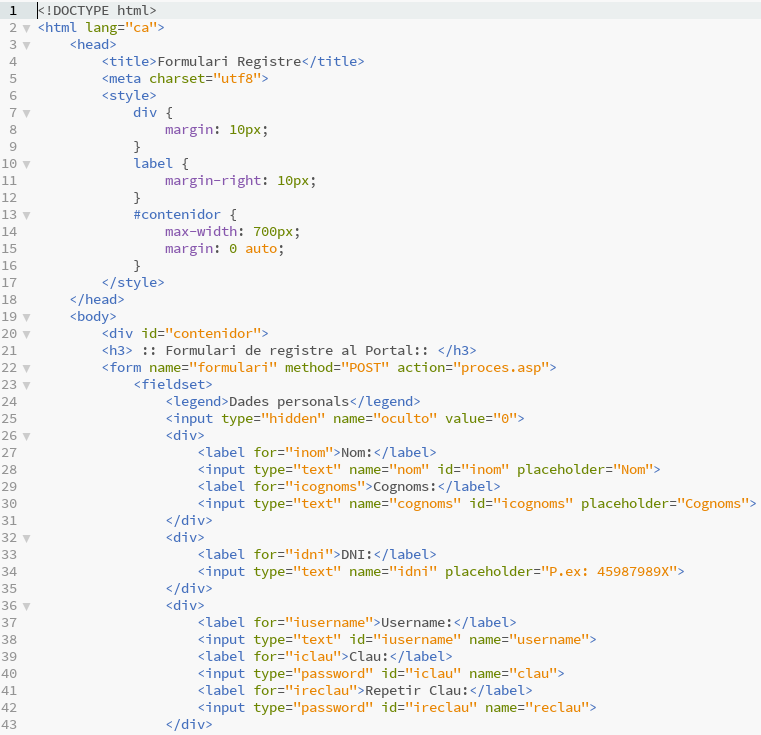 1 <!DOCTYPE html>
2 <html lang="ca">
3     <head>
4         <title>Formulari Registre</title>
5         <meta charset="utf8">
6         <style>
7             div {
8                 margin: 10px;
9             }
10             label {
11                 margin-right: 10px;
12             }
13             #contenidor {
14                 max-width: 700px;
15                 margin: 0 auto;
16             }
17         </style>
18     </head>
19     <body>
20         <div id="contenidor">
21         <h3> :: Formulari de registre al Portal:: </h3>
22         <form name="formulari" method="POST" action="proces.asp">
23             <fieldset>
24                 <legend>Dades personals</legend>
25                 <input type="hidden" name="oculto" value="0">
26                 <div>
27                     <label for="inom">Nom:</label>
28                     <input type="text" name="nom" id="inom" placeholder="Nom">
29                     <label for="icognoms">Cognoms:</label>
30                     <input type="text" name="cognoms" id="icognoms" placeholder="Cognoms">
31                 </div>
32                 <div>
33                     <label for="idni">DNI:</label>
34                     <input type="text" name="idni" placeholder="P.ex: 45987989X">
35                 </div>
36                 <div>
37                     <label for="iusername">Username:</label>
38                     <input type="text" id="iusername" name="username">
39                     <label for="iclau">Clau:</label>
40                     <input type="password" id="iclau" name="clau">
41                     <label for="ireclau">Repetir Clau:</label>
42                     <input type="password" id="ireclau" name="reclau">
43                 </div>